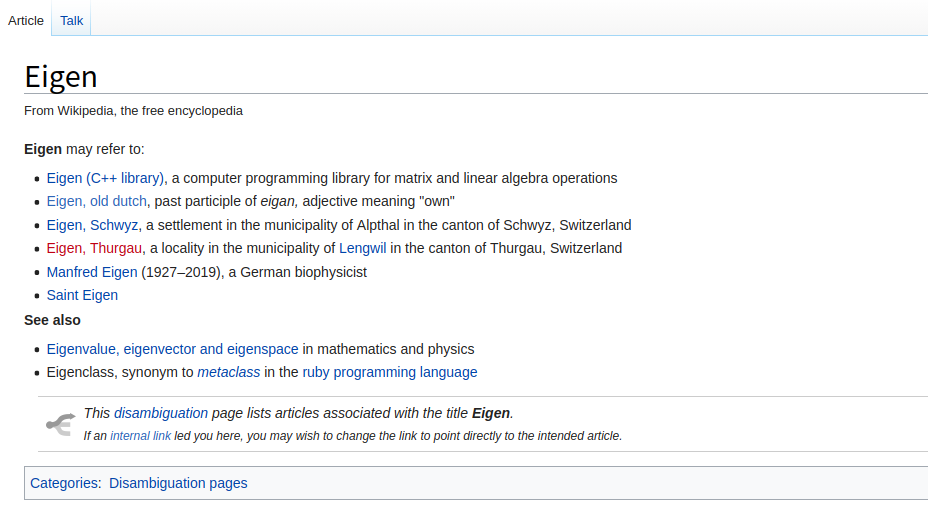 Article Talk
Eigen
From Wikipedia, the free encyclopedia
Eigen may refer to:
Eigen (C++ library), a computer programming library for matrix and linear algebra operations
Eigen, old dutch, past participle of eigan, adjective meaning "own"
Eigen, Schwyz, a settlement in the municipality of Alpthal in the canton of Schwyz, Switzerland
Eigen, Thurgau, a locality in the municipality of Lengwil in the canton of Thurgau, Switzerland
Manfred Eigen (1927–2019), a German biophysicist
Saint Eigen
See also
Eigenvalue, eigenvector and eigenspace in mathematics and physics
Eigenclass, synonym to metaclass in the ruby programming language
This disambiguation page lists articles associated with the title Eigen.
If an internal link led you here, you may wish to change the link to point directly to the intended article.
Categories: Disambiguation pages